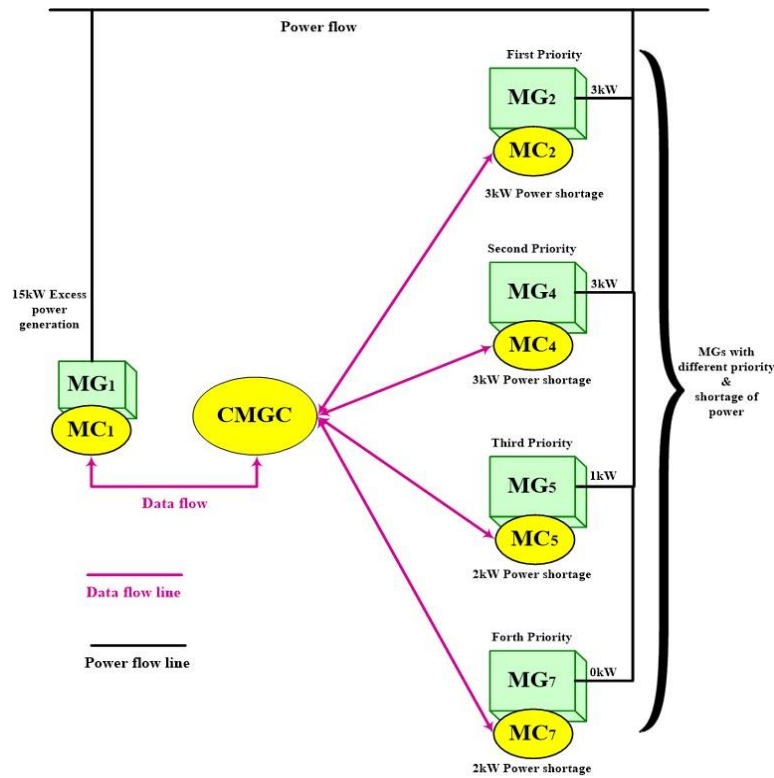 Power flow
First Priority
MG2
3kW
MC2
3kW Power shortage
Second Priority
MG4
3kW
MC4
3kW Power shortage
15kW Excess
power
generation
MG1
MC1
CMGC
Data flow
Third Priority
MG5
1kW
MC5
2kW Power shortage
Forth Priority
MG7
0kW
MC7
2kW Power shortage
MGs with
different priority
&
shortage of
power
Data flow line
Power flow line